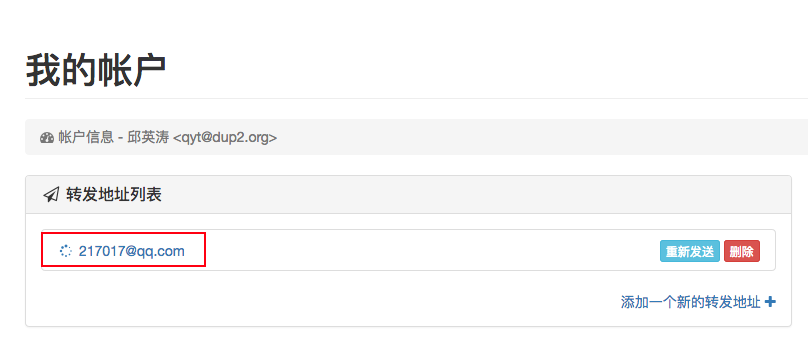 我的帐户
帐户信息 - 邱英涛 <qyt@dup2.org>
转发地址列表
217017@qq.com 重新发送 删除
添加一个新的转发地址